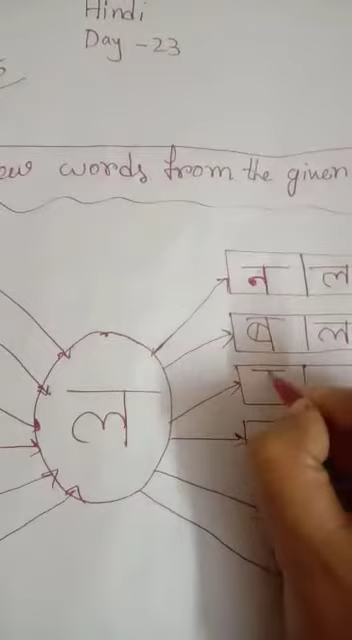 Hindi
Day - 23
words from the given
न ल
ब ल
ल